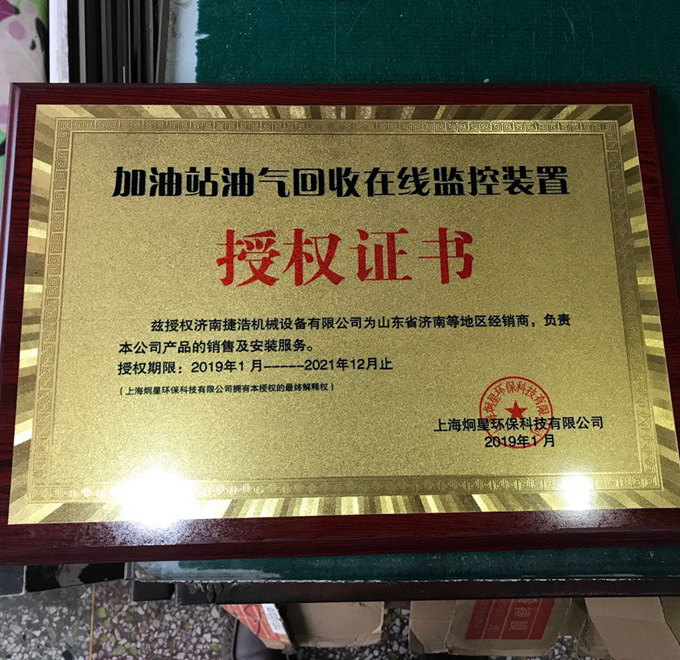 加油站油气回收在线监控装置
授权证书
兹授权济南捷浩机械设备有限公司为山东省济南等地区经销商，负责
本公司产品的销售及安装服务。
授权期限：2019年1月-----2021年12月止
（上海炯星环保科技有限公司拥有本授权的最终解释权）
上海炯星环保科技有限公司
2019年1月